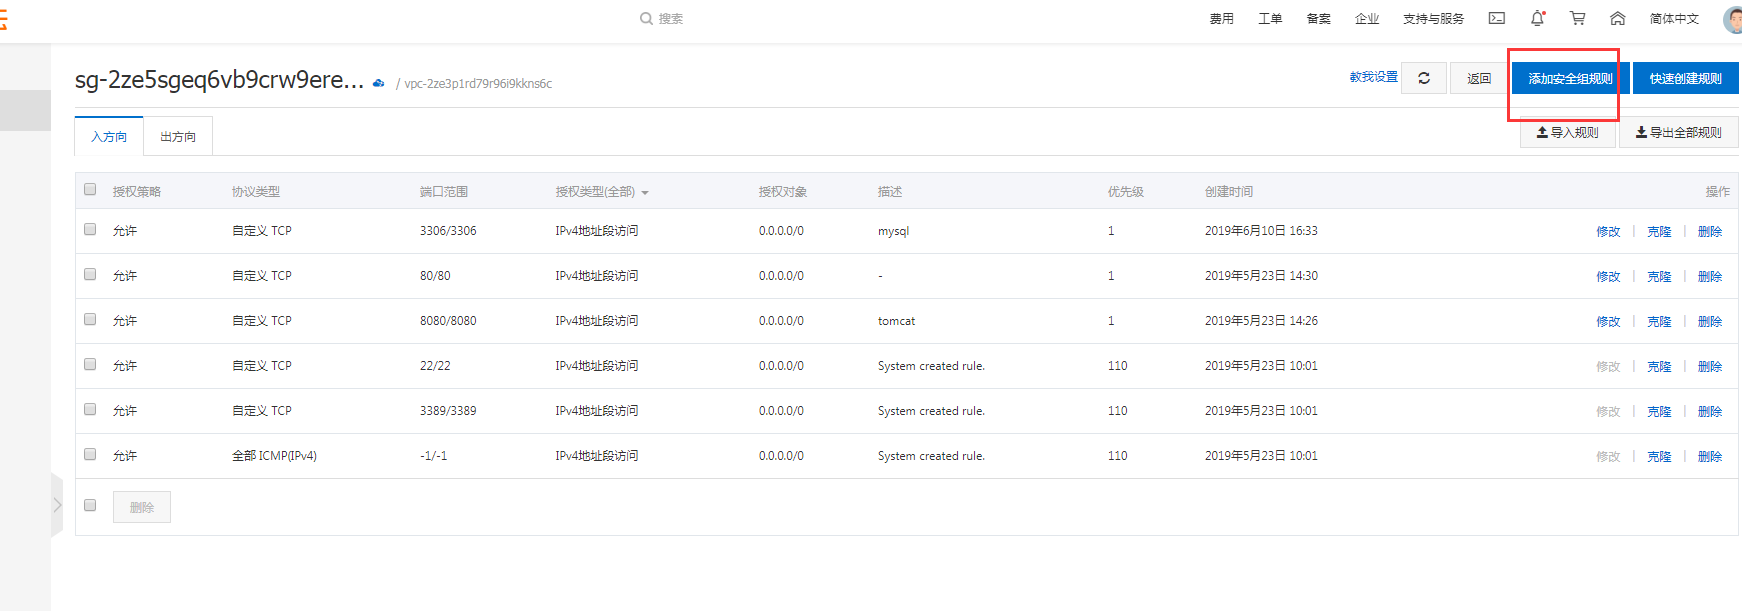 搜索 费用 工单 备案 企业 支持与服务 简体中文
sg-2ze5sgeq6vb9crw9ere... / vpc-2ze3p1rd79r96i9kkns6c 教我设置 返回 添加安全组规则 快速创建规则
入方向 出方向 导入规则 导出全部规则
授权策略 协议类型 端口范围 授权类型(全部) 授权对象 描述 优先级 创建时间 操作
允许 自定义 TCP 3306/3306 IPv4地址段访问 0.0.0.0/0 mysql 1 2019年6月10日 16:33 修改 克隆 删除
允许 自定义 TCP 80/80 IPv4地址段访问 0.0.0.0/0 - 1 2019年5月23日 14:30 修改 克隆 删除
允许 自定义 TCP 8080/8080 IPv4地址段访问 0.0.0.0/0 tomcat 1 2019年5月23日 14:26 修改 克隆 删除
允许 自定义 TCP 22/22 IPv4地址段访问 0.0.0.0/0 System created rule. 110 2019年5月23日 10:01 修改 克隆 删除
允许 自定义 TCP 3389/3389 IPv4地址段访问 0.0.0.0/0 System created rule. 110 2019年5月23日 10:01 修改 克隆 删除
允许 全部 ICMP(IPv4) -1/-1 IPv4地址段访问 0.0.0.0/0 System created rule. 110 2019年5月23日 10:01 修改 克隆 删除
删除